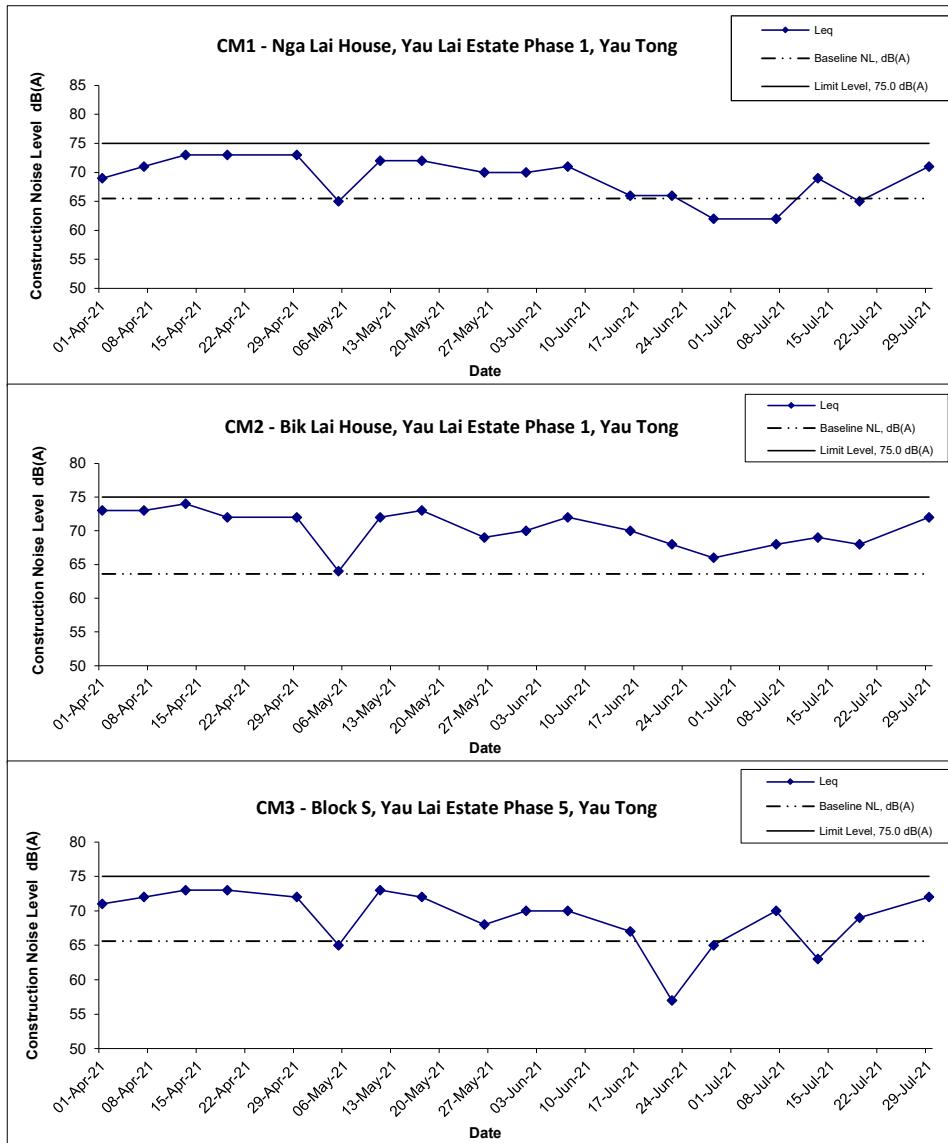 CM1 - Nga Lai House, Yau Lai Estate Phase 1, Yau Tong
Leq
Baseline NL, dB(A)
Limit Level, 75.0 dB(A)
Construction Noise Level dB(A)
85
80
75
70
65
60
55
50
01-Apr-21
08-Apr-21
15-Apr-21
22-Apr-21
29-Apr-21
06-May-21
13-May-21
20-May-21
27-May-21
03-Jun-21
10-Jun-21
17-Jun-21
24-Jun-21
01-Jul-21
08-Jul-21
15-Jul-21
22-Jul-21
29-Jul-21
Date
CM2 - Bik Lai House, Yau Lai Estate Phase 1, Yau Tong
Leq
Baseline NL, dB(A)
Limit Level, 75.0 dB(A)
Construction Noise Level dB(A)
80
75
70
65
60
55
50
01-Apr-21
08-Apr-21
15-Apr-21
22-Apr-21
29-Apr-21
06-May-21
13-May-21
20-May-21
27-May-21
03-Jun-21
10-Jun-21
17-Jun-21
24-Jun-21
01-Jul-21
08-Jul-21
15-Jul-21
22-Jul-21
29-Jul-21
Date
CM3 - Block S, Yau Lai Estate Phase 5, Yau Tong
Leq
Baseline NL, dB(A)
Limit Level, 75.0 dB(A)
Construction Noise Level dB(A)
80
75
70
65
60
55
50
01-Apr-21
08-Apr-21
15-Apr-21
22-Apr-21
29-Apr-21
06-May-21
13-May-21
20-May-21
27-May-21
03-Jun-21
10-Jun-21
17-Jun-21
24-Jun-21
01-Jul-21
08-Jul-21
15-Jul-21
22-Jul-21
29-Jul-21
Date